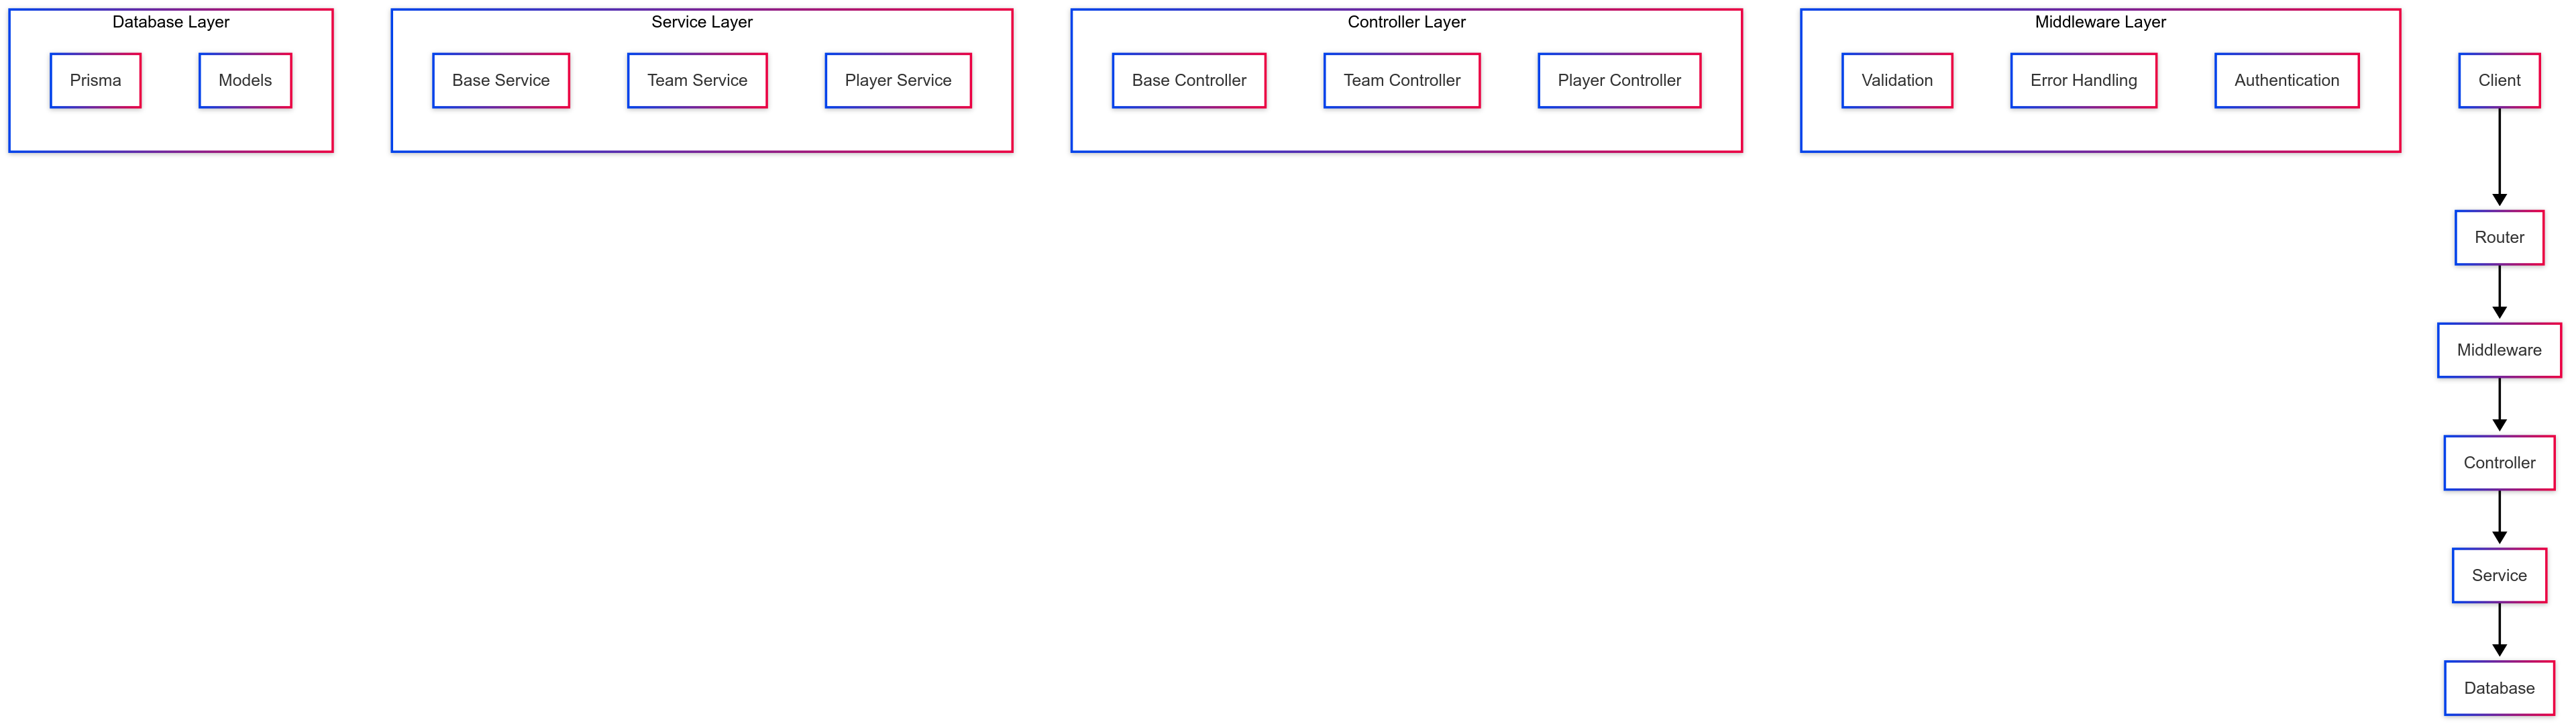 Database Layer
Prisma
Models
Service Layer
Base Service
Team Service
Player Service
Controller Layer
Base Controller
Team Controller
Player Controller
Middleware Layer
Validation
Error Handling
Authentication
Client
Router
Middleware
Controller
Service
Database